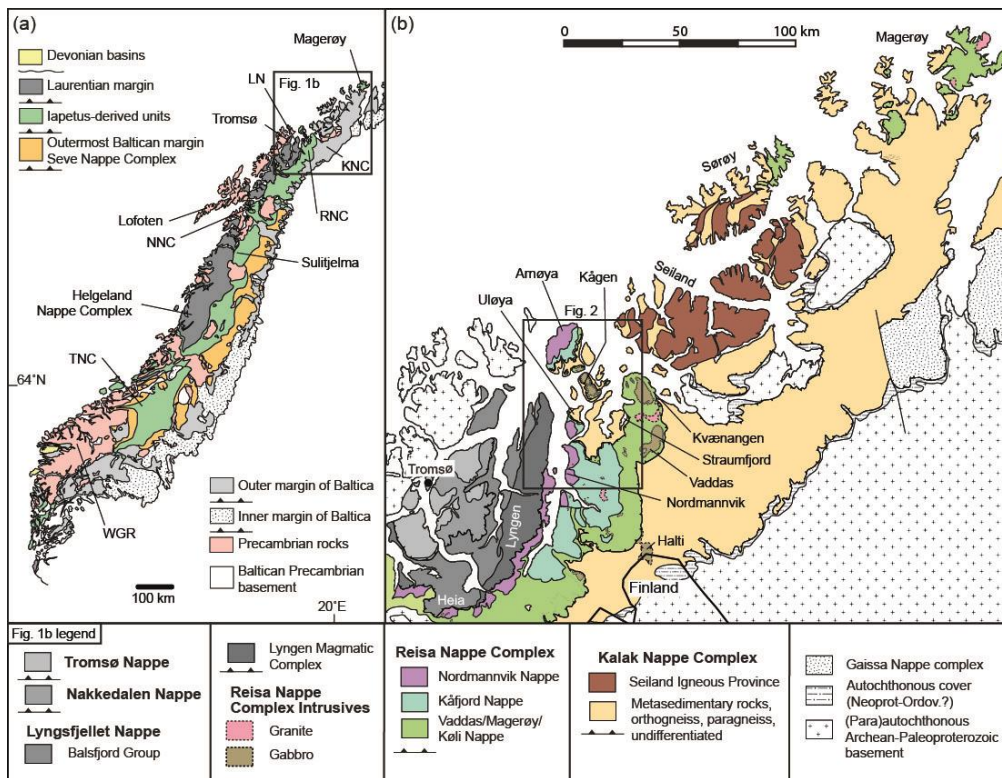 (a)
Devonian basins
Laurentian margin
Iapetus-derived units
Outermost Baltican margin
Seve Nappe Complex
Magerøy
LN
Fig. 1b
Tromsø
KNC
RNC
Lofoten
NNC
Sulitjelma
Helgeland
Nappe Complex
TNC
64°N
WGR
Outer margin of Baltica
Inner margin of Baltica
Precambrian rocks
Baltican Precambrian
basement
100 km
20°E
(b)
0 50 100 km
Magerøy
Sørøy
Seiland
Arnøya
Kågen
Uløya
Fig. 2
Kvænangen
Straumfjord
Vaddas
Nordmannvik
Tromsø
Lyngen
Halti
Heia
Finland
Fig. 1b legend
Tromsø Nappe
Nakkedalen Nappe
Lyngsfjellet Nappe
Balsfjord Group
Lyngen Magmatic
Complex
Reisa Nappe
Complex Intrusives
Granite
Gabbro
Reisa Nappe Complex
Nordmannvik Nappe
Kåfjord Nappe
Vaddas/Magerøy/
Køli Nappe
Kalak Nappe Complex
Seiland Igneous Province
Metasedimentary rocks,
orthogneiss, paragneiss,
undifferentiated
Gaissa Nappe complex
Autochthonous cover
(Neoprot-Ordov.?)
(Para)autochthonous
Archean-Paleoproterozoic
basement